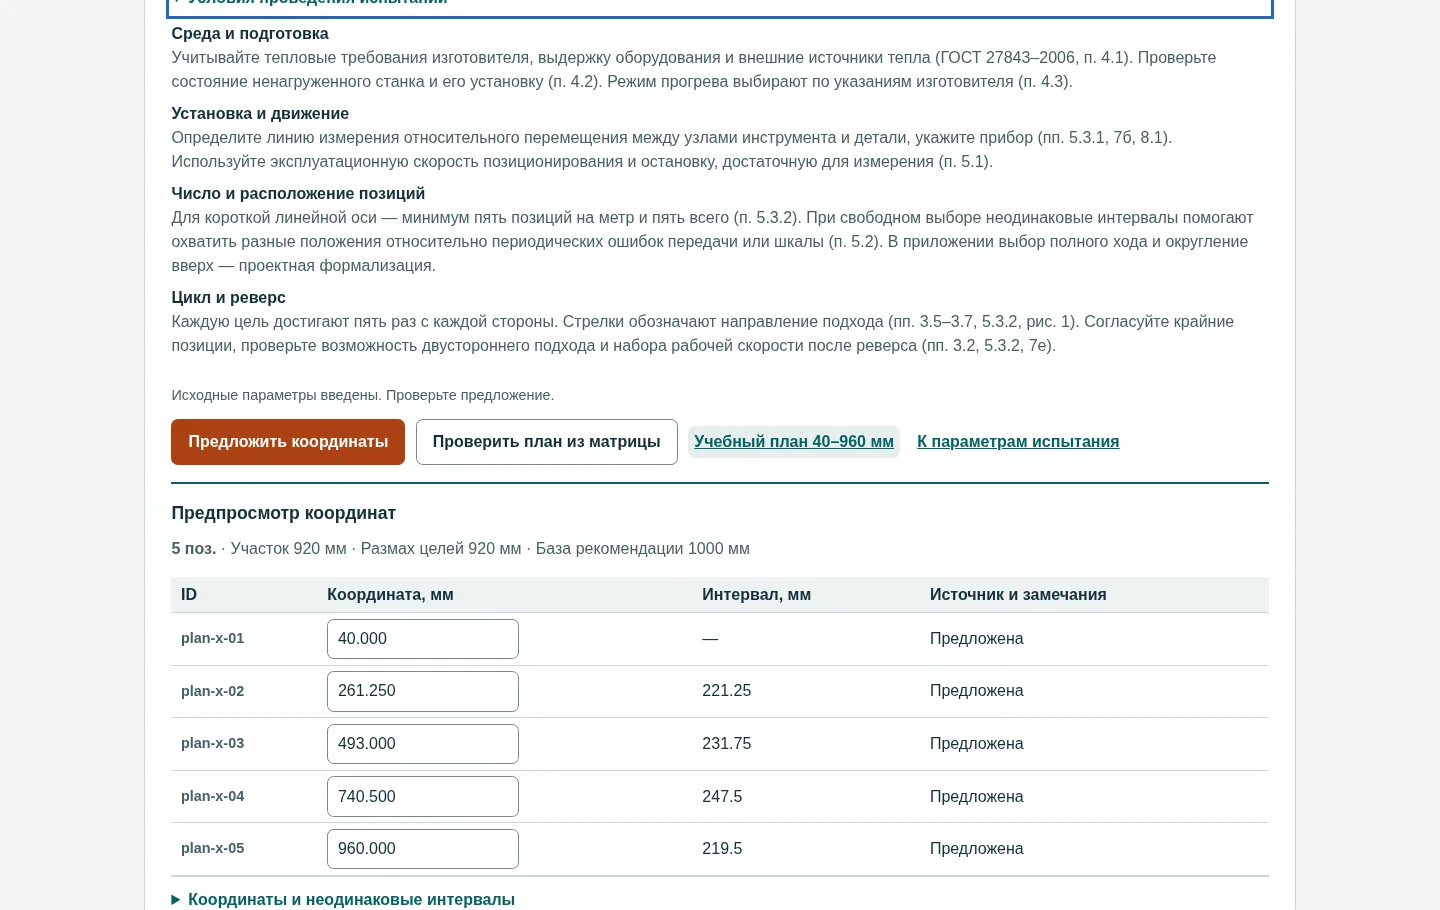 Условия проведения испытания
Среда и подготовка
Учитывайте тепловые требования изготовителя, выдержку оборудования и внешние источники тепла (ГОСТ 27843–2006, п. 4.1). Проверьте
состояние ненагруженного станка и его установку (п. 4.2). Режим прогрева выбирают по указаниям изготовителя (п. 4.3).
Установка и движение
Определите линию измерения относительного перемещения между узлами инструмента и детали, укажите прибор (пп. 5.3.1, 7б, 8.1).
Используйте эксплуатационную скорость позиционирования и остановку, достаточную для измерения (п. 5.1).
Число и расположение позиций
Для короткой линейной оси — минимум пять позиций на метр и пять всего (п. 5.3.2). При свободном выборе неодинаковые интервалы помогают
охватить разные положения относительно периодических ошибок передачи или шкалы (п. 5.2). В приложении выбор полного хода и округление
вверх — проектная формализация.
Цикл и реверс
Каждую цель достигают пять раз с каждой стороны. Стрелки обозначают направление подхода (пп. 3.5–3.7, 5.3.2, рис. 1). Согласуйте крайние
позиции, проверьте возможность двустороннего подхода и набора рабочей скорости после реверса (пп. 3.2, 5.3.2, 7е).
Исходные параметры введены. Проверьте предложение.
Предложить координаты Проверить план из матрицы Учебный план 40–960 мм К параметрам испытания
Предпросмотр координат
5 поз. · Участок 920 мм · Размах целей 920 мм · База рекомендации 1000 мм
ID Координата, мм Интервал, мм Источник и замечания
plan-x-01 40.000 — Предложена
plan-x-02 261.250 221.25 Предложена
plan-x-03 493.000 231.75 Предложена
plan-x-04 740.500 247.5 Предложена
plan-x-05 960.000 219.5 Предложена
Координаты и неодинаковые интервалы